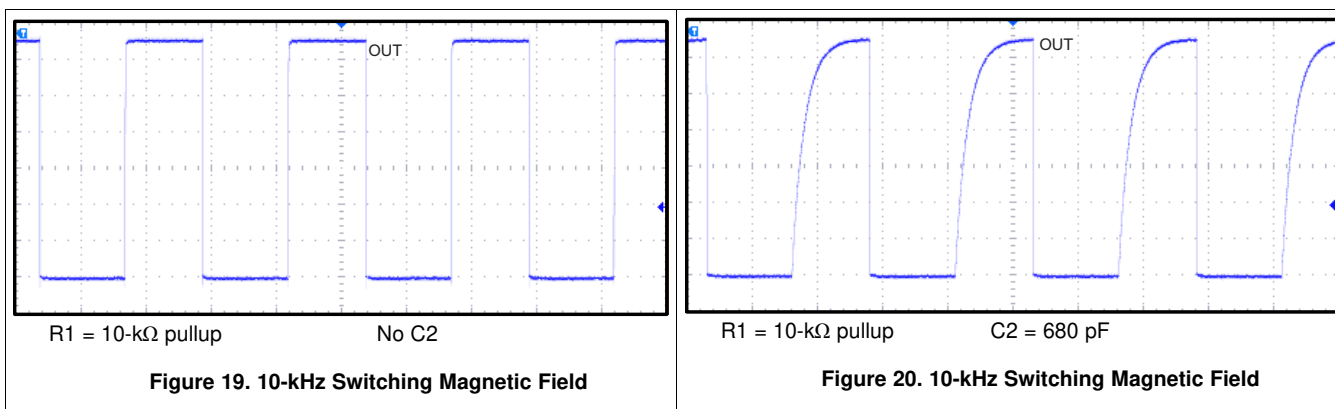 T
OUT
R1 = 10-kΩ pullup
No C2
Figure 19. 10-kHz Switching Magnetic Field
T
OUT
R1 = 10-kΩ pullup
C2 = 680 pF
Figure 20. 10-kHz Switching Magnetic Field